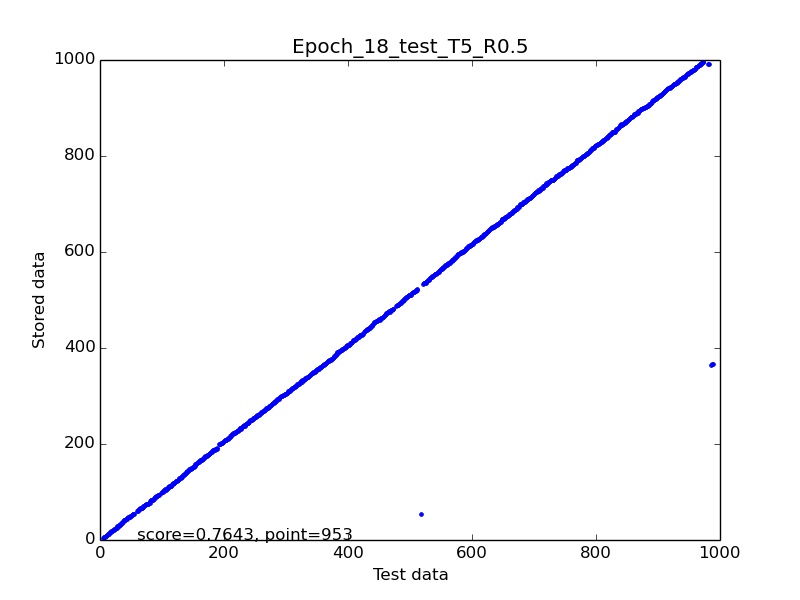 Epoch_18_test_T5_R0.5
1000
800
600
400
200
0
Stored data
score=0.7643, point=953
0 200 400 600 800 1000
Test data